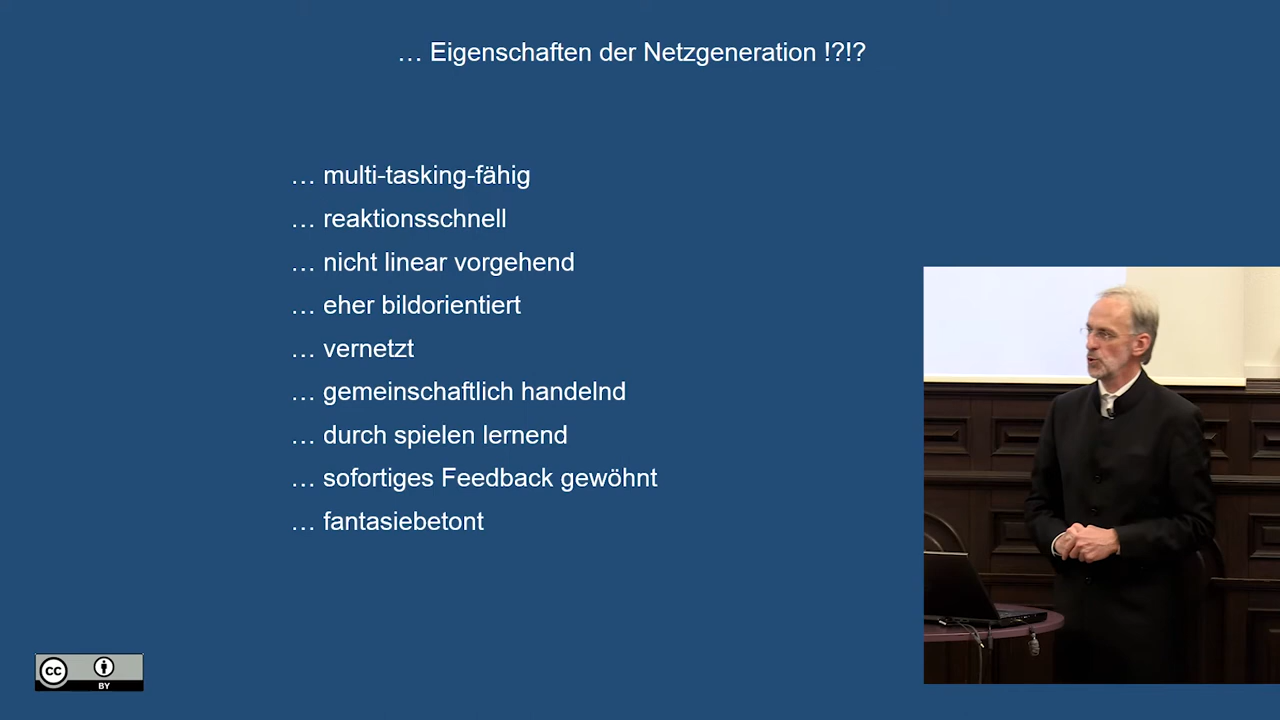 … Eigenschaften der Netzgeneration !?!?
… multi-tasking-fähig
… reaktionsschnell
… nicht linear vorgehend
… eher bildorientiert
… vernetzt
… gemeinschaftlich handelnd
… durch spielen lernend
… sofortiges Feedback gewöhnt
… fantasiebetont
cc
BY